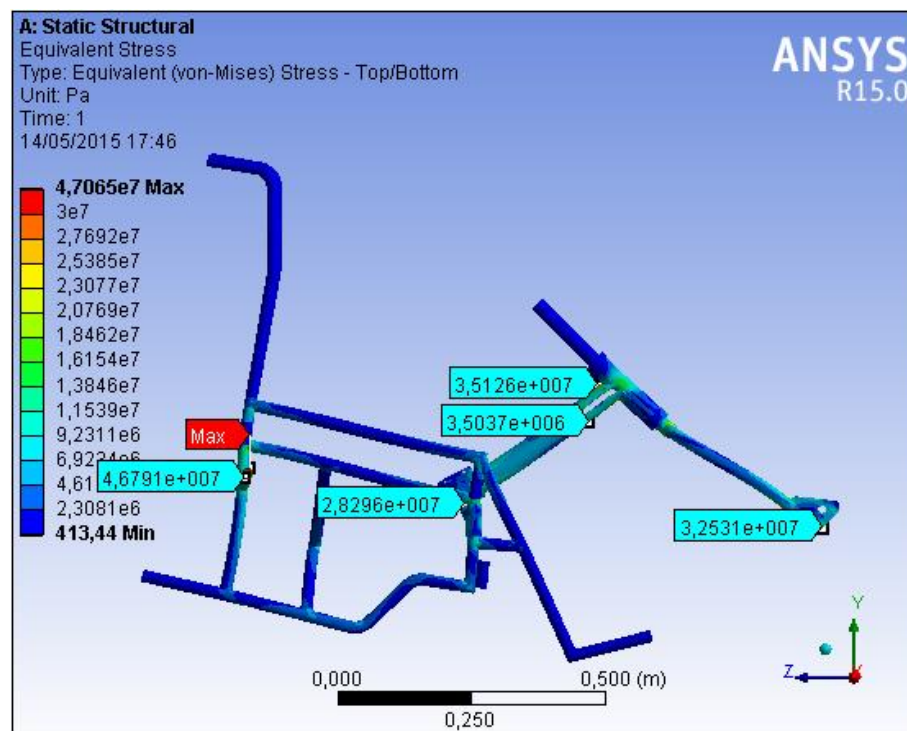 A: Static Structural
Equivalent Stress
Type: Equivalent (von-Mises) Stress - Top/Bottom
Unit: Pa
Time: 1
14/05/2015 17:46
ANSYS
R15.0
4,7065e7 Max
3e7
2,7692e7
2,5385e7
2,3077e7
2,0769e7
1,8462e7
1,6154e7
1,3846e7
1,1539e7
9,2311e6
2,3081e6
413,44 Min
3,5126e+007
3,5037e+006
Max
4,6791e+007
2,8296e+007
3,2531e+007
Y
Z
0,000
0,500 (m)
0,250